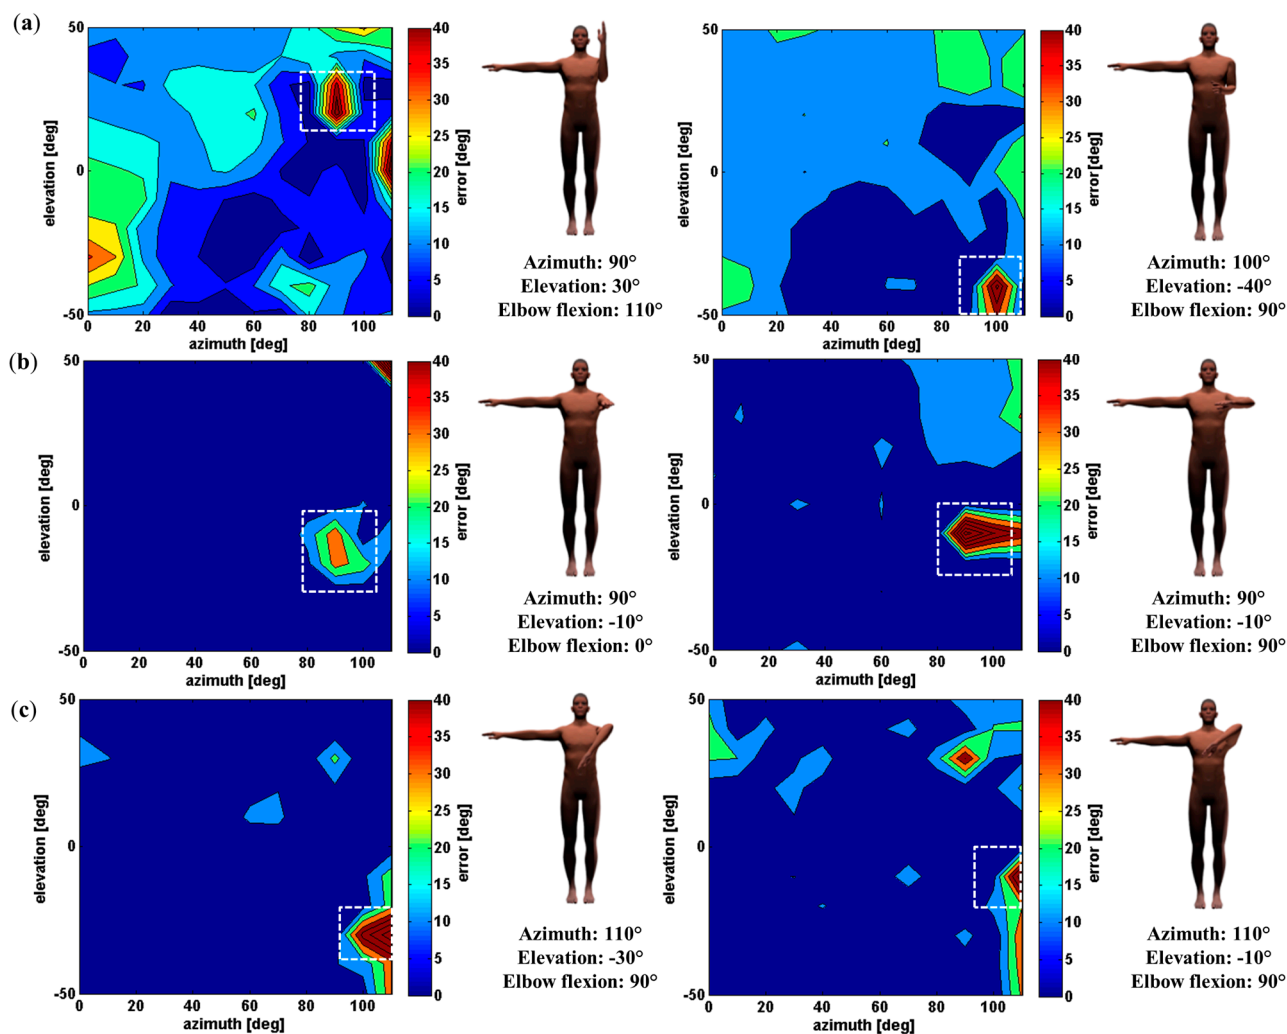 (a)
50
0
-50
elevation [deg]
0 20 40 60 80 100
azimuth [deg]
40
35
30
25
20
15
10
5
0
error [deg]
Azimuth: 90°
Elevation: 30°
Elbow flexion: 110°
50
0
-50
elevation [deg]
0 20 40 60 80 100
azimuth [deg]
40
35
30
25
20
15
10
5
0
error [deg]
Azimuth: 100°
Elevation: -40°
Elbow flexion: 90°
(b)
50
0
-50
elevation [deg]
0 20 40 60 80 100
azimuth [deg]
40
35
30
25
20
15
10
5
0
error [deg]
Azimuth: 90°
Elevation: -10°
Elbow flexion: 0°
50
0
-50
elevation [deg]
0 20 40 60 80 100
azimuth [deg]
40
35
30
25
20
15
10
5
0
error [deg]
Azimuth: 90°
Elevation: -10°
Elbow flexion: 90°
(c)
50
0
-50
elevation [deg]
0 20 40 60 80 100
azimuth [deg]
40
35
30
25
20
15
10
5
0
error [deg]
Azimuth: 110°
Elevation: -30°
Elbow flexion: 90°
50
0
-50
elevation [deg]
0 20 40 60 80 100
azimuth [deg]
40
35
30
25
20
15
10
5
0
error [deg]
Azimuth: 110°
Elevation: -10°
Elbow flexion: 90°